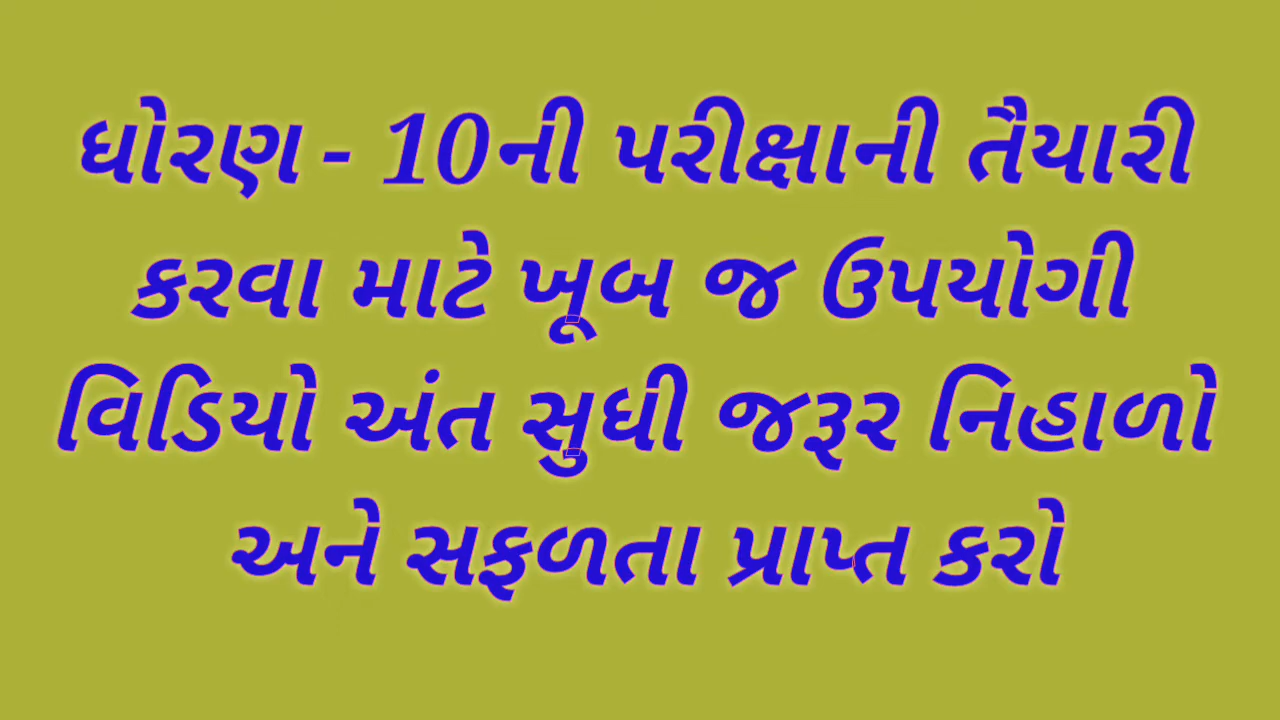 ધોરણ - 10ની પરીક્ષાની તૈયારી
કરવા માટે ખૂબ જ ઉપયોગી
વિડિયો અંત સુધી જરૂર નિહાળો
અને સફળતા પ્રાપ્ત કરો